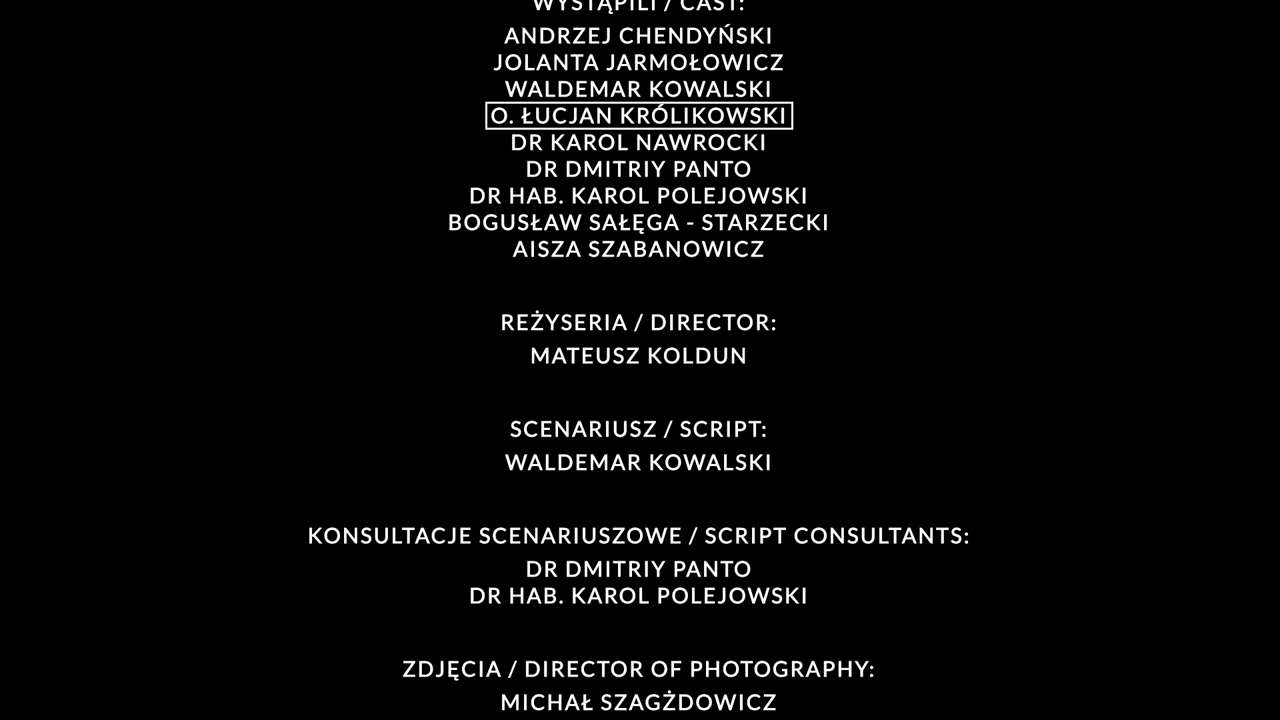 WYSTĄPILI / CAST:
ANDRZEJ CHENDYŃSKI
JOLANTA JARMOŁOWICZ
WALDEMAR KOWALSKI
O. ŁUCJAN KRÓLIKOWSKI
DR KAROL NAWROCKI
DR DMITRIY PANTO
DR HAB. KAROL POLEJOWSKI
BOGUSŁAW SAŁĘGA - STARZECKI
AISZA SZABANOWICZ
REŻYSERIA / DIRECTOR:
MATEUSZ KOLDUN
SCENARIUSZ / SCRIPT:
WALDEMAR KOWALSKI
KONSULTACJE SCENARIUSZOWE / SCRIPT CONSULTANTS:
DR DMITRIY PANTO
DR HAB. KAROL POLEJOWSKI
ZDJĘCIA / DIRECTOR OF PHOTOGRAPHY:
MICHAŁ SZAGŻDOWICZ